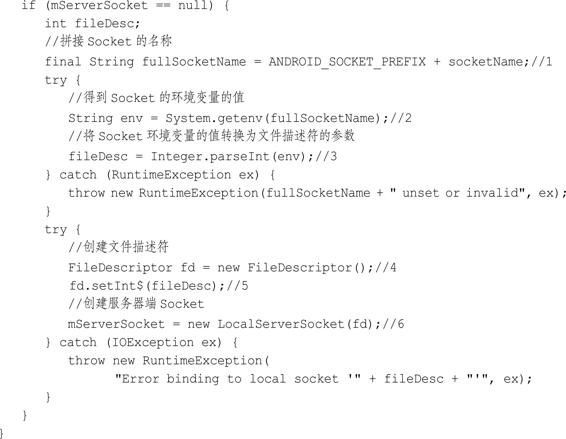 if (mServerSocket == null) {
int fileDesc;
//拼接 Socket 的名称
final String fullSocketName = ANDROID_SOCKET_PREFIX + socketName;//1
try {
//得到 Socket 的环境变量的值
String env = System.getenv(fullSocketName);//2
//将 Socket 环境变量的值转换为文件描述符的参数
fileDesc = Integer.parseInt(env);//3
} catch (RuntimeException ex) {
throw new RuntimeException(fullSocketName + " unset or invalid", ex);
}
try {
//创建文件描述符
FileDescriptor fd = new FileDescriptor();//4
fd.setInt$(fileDesc);//5
//创建服务器端 Socket
mServerSocket = new LocalServerSocket(fd);//6
} catch (IOException ex) {
throw new RuntimeException(
"Error binding to local socket '" + fileDesc + "'", ex);
}
}
}